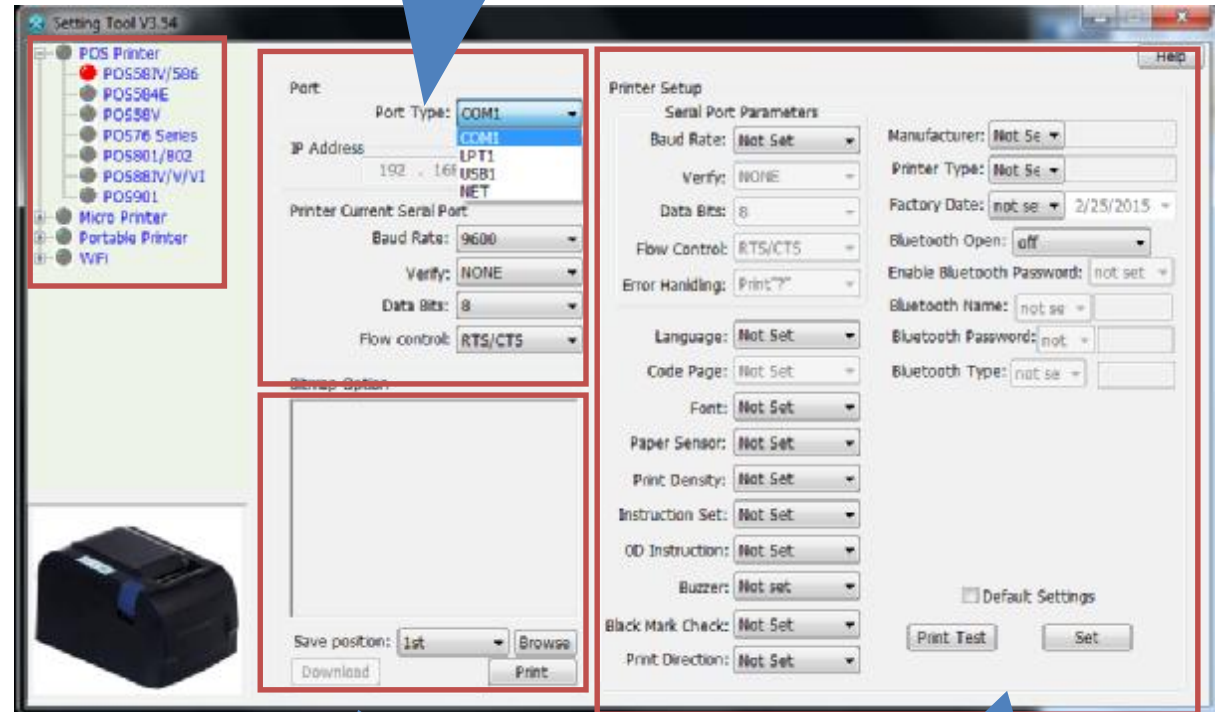 Setting Tool V3.54
Help
POS Printer
POS58IV/586
POS584E
POS58V
POS76 Series
POS801/802
POS88IV/V/VI
POS901
Micro Printer
Portable Printer
WiFi
Port
Port Type: COM1
COM1
LPT1
USB1
NET
IP Address
192 . 168
Printer Current Serial Port
Baud Rate: 9600
Verify: NONE
Data Bits: 8
Flow control: RTS/CTS
Bitmap Option
Save position: 1st Browse
Download Print
Printer Setup
Serial Port Parameters
Baud Rate: Not Set
Verify: NONE
Data Bits: 8
Flow Control: RTS/CTS
Error Hanidling: Print"?"
Language: Not Set
Code Page: Not Set
Font: Not Set
Paper Sensor: Not Set
Print Density: Not Set
Instruction Set: Not Set
0D Instruction: Not Set
Buzzer: Not set
Black Mark Check: Not Set
Print Direction: Not Set
Manufacturer: Not Se
Printer Type: Not Se
Factory Date: not se 2/25/2015
Bluetooth Open: off
Enable Bluetooth Password: not set
Bluetooth Name: not se
Bluetooth Password: not
Bluetooth Type: not se
Default Settings
Print Test Set